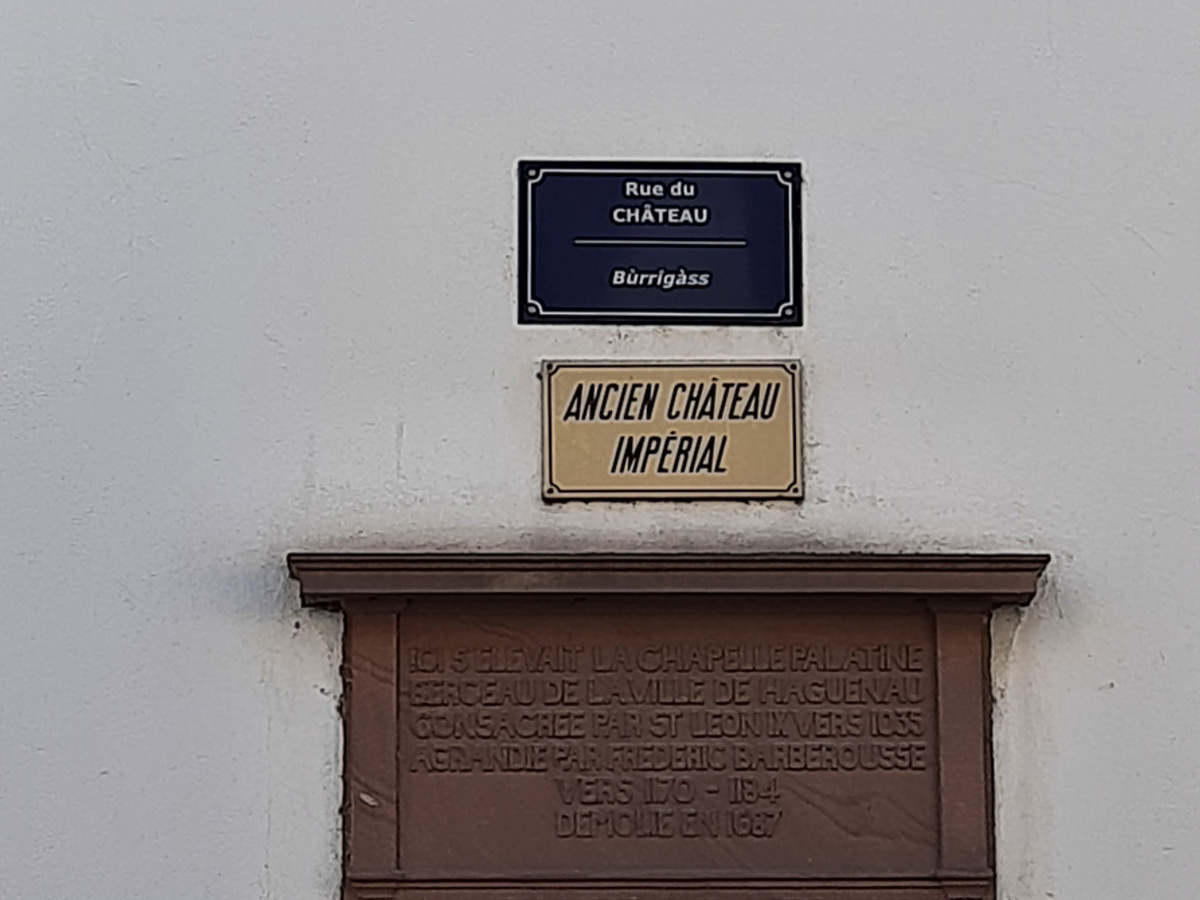 Rue du
CHÂTEAU
Bùrrigàss
ANCIEN CHÂTEAU
IMPÉRIAL
ICI S'ELEVAIT LA CHAPELLE PALATINE
BERCEAU DE LA VILLE DE HAGUENAU
CONSACREE PAR ST LEON IX VERS 1035
AGRANDIE PAR FREDERIC BARBEROUSSE
VERS 1170 - 1184
DEMOLIE EN 1687